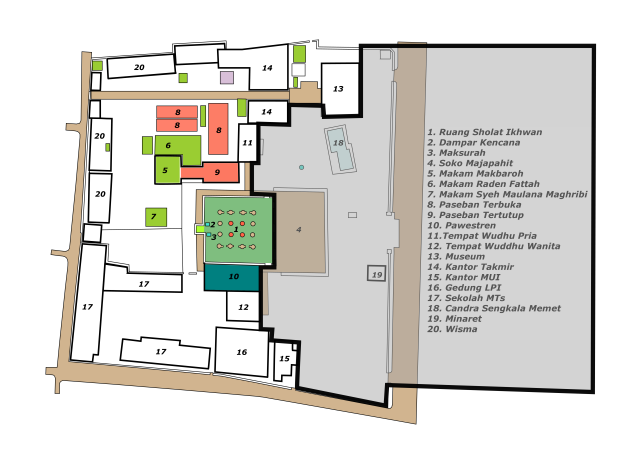 20
14
13
8
8
8
14
20
11
18
6
5
9
20
7
2
1
3
4
10
19
17
17
12
17
16
15
1. Ruang Sholat Ikhwan
2. Dampar Kencana
3. Maksurah
4. Soko Majapahit
5. Makam Makbaroh
6. Makam Raden Fattah
7. Makam Syeh Maulana Maghribi
8. Paseban Terbuka
9. Paseban Tertutup
10. Pawestren
11.Tempat Wudhu Pria
12. Tempat Wuddhu Wanita
13. Museum
14. Kantor Takmir
15. Kantor MUI
16. Gedung LPI
17. Sekolah MTs
18. Candra Sengkala Memet
19. Minaret
20. Wisma